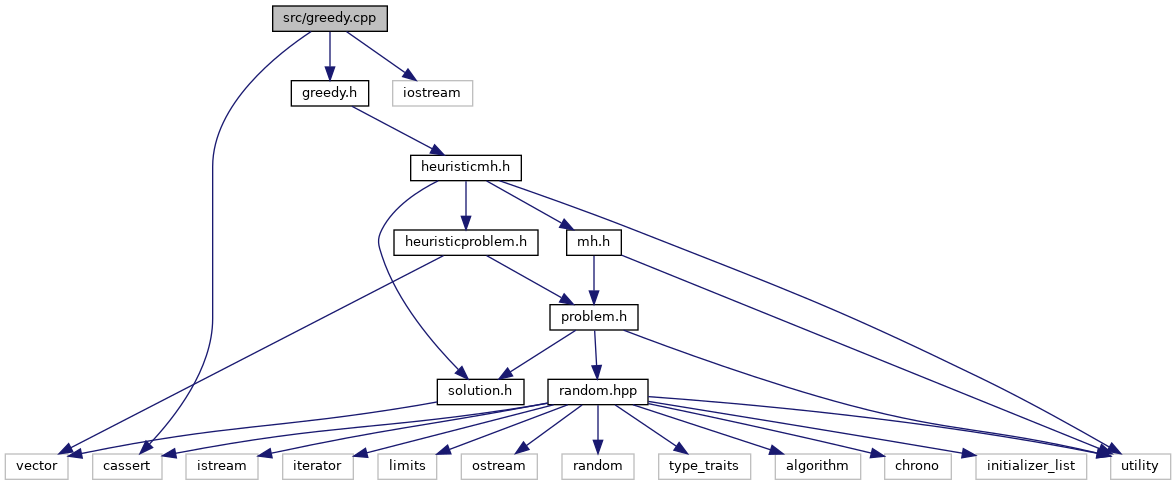 src/greedy.cpp
greedy.h
iostream
heuristicmh.h
heuristicproblem.h
mh.h
problem.h
solution.h
random.hpp
vector
cassert
istream
iterator
limits
ostream
random
type_traits
algorithm
chrono
initializer_list
utility